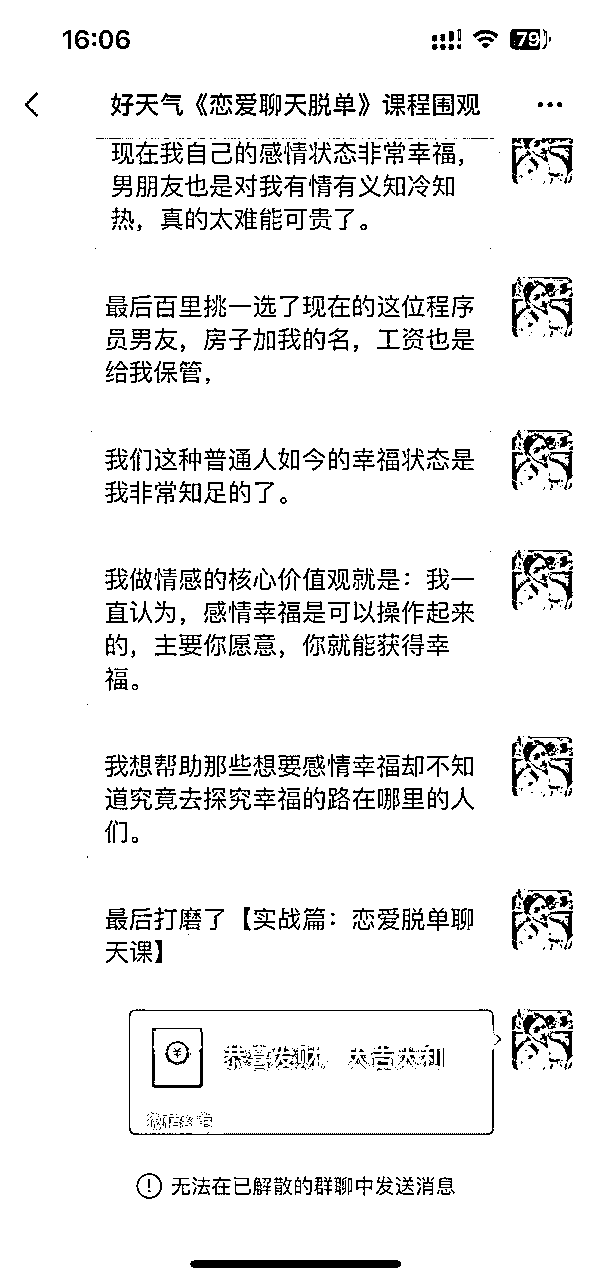 16:06
79
好天气《恋爱聊天脱单》课程围观
现在我自己的感情状态非常幸福，
男朋友也是对我有情有义知冷知
热，真的太难能可贵了。
最后百里挑一选了现在的这位程序
员男友，房子加我的名，工资也是
给我保管，
我们这种普通人如今的幸福状态是
我非常知足的了。
我做情感的核心价值观就是：我一
直认为，感情幸福是可以操作起来
的，主要你愿意，你就能获得幸
福。
我想帮助那些想要感情幸福却不知
道究竟去探究幸福的路在哪里的人
们。
最后打磨了【实战篇：恋爱脱单聊
天课】
¥
恭喜发财，大吉大利
微信红包
无法在已解散的群聊中发送消息